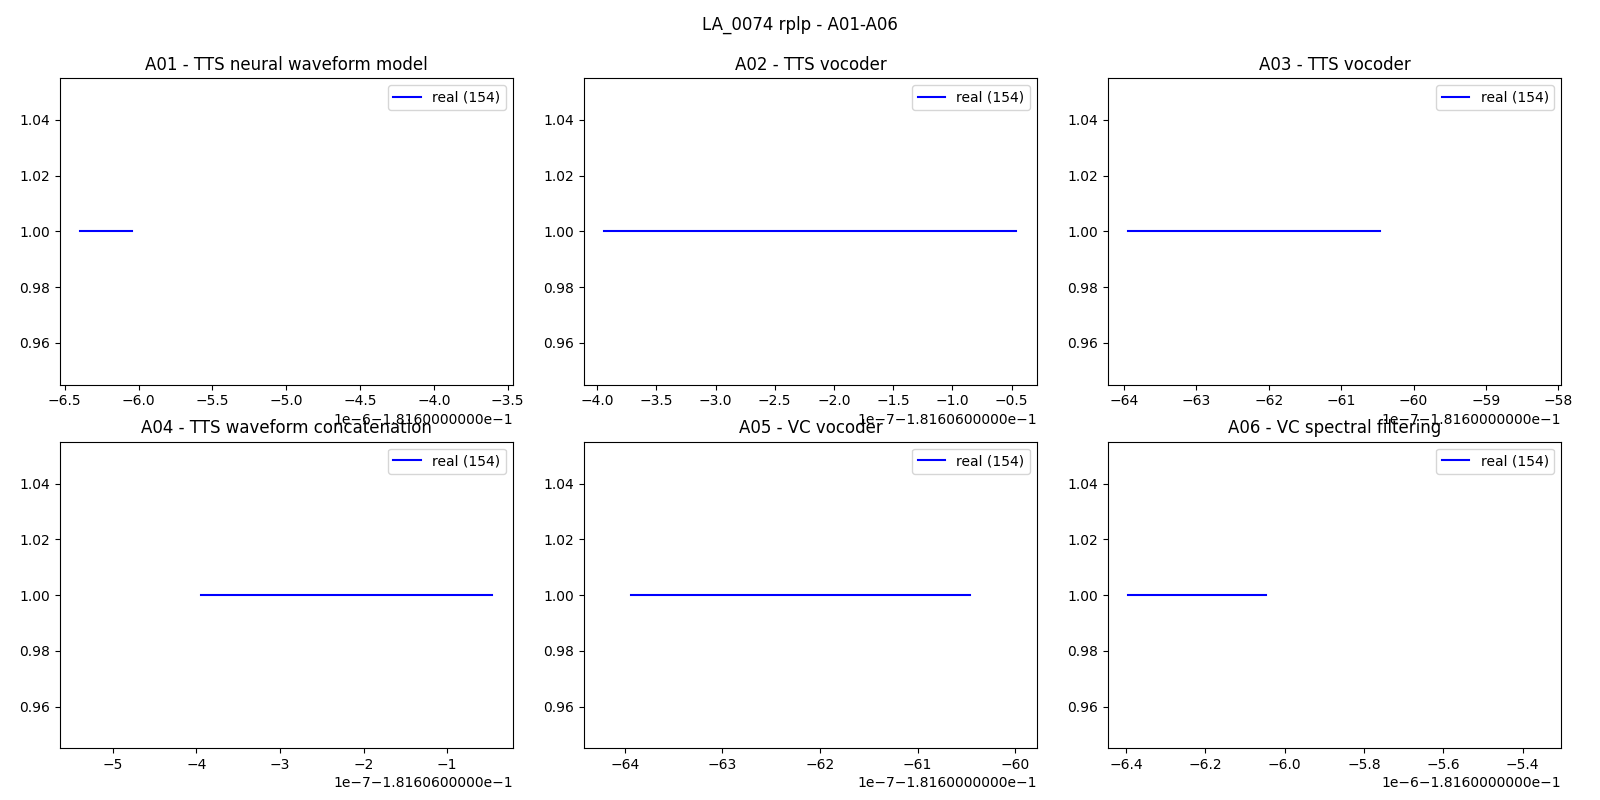 LA_0074 rplp - A01-A06
A01 - TTS neural waveform model
real (154)
1.04
1.02
1.00
0.98
0.96
−6.5 −6.0 −5.5 −5.0 −4.5 −4.0 −3.5
1e−6−1.8160000000e−1
A02 - TTS vocoder
real (154)
1.04
1.02
1.00
0.98
0.96
−4.0 −3.5 −3.0 −2.5 −2.0 −1.5 −1.0 −0.5
1e−7−1.8160600000e−1
A03 - TTS vocoder
real (154)
1.04
1.02
1.00
0.98
0.96
−64 −63 −62 −61 −60 −59 −58
1e−7−1.8160000000e−1
A04 - TTS waveform concatenation
real (154)
1.04
1.02
1.00
0.98
0.96
−5 −4 −3 −2 −1
1e−7−1.8160600000e−1
A05 - VC vocoder
real (154)
1.04
1.02
1.00
0.98
0.96
−64 −63 −62 −61 −60
1e−7−1.8160000000e−1
A06 - VC spectral filtering
real (154)
1.04
1.02
1.00
0.98
0.96
−6.4 −6.2 −6.0 −5.8 −5.6 −5.4
1e−6−1.8160000000e−1